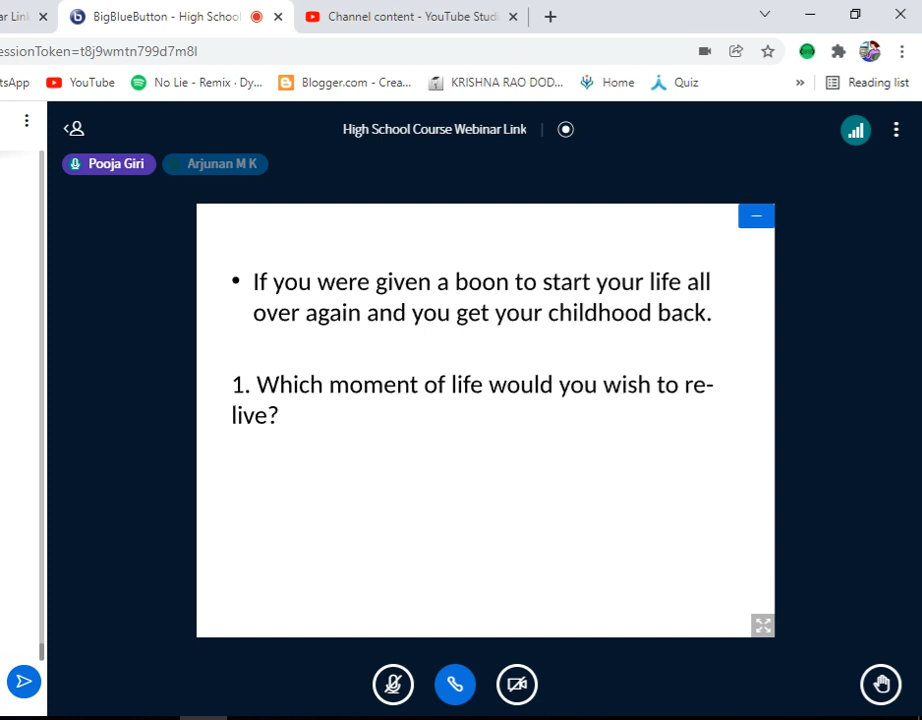 ar Link
BigBlueButton - High School
Channel content - YouTube Studi
essionToken=t8j9wmtn799d7m8l
tsApp
YouTube
No Lie - Remix · Dy...
Blogger.com - Crea...
KRISHNA RAO DOD...
Home
Quiz
»
Reading list
High School Course Webinar Link
Pooja Giri
Arjunan M K
• If you were given a boon to start your life all
over again and you get your childhood back.
1. Which moment of life would you wish to re-
live?